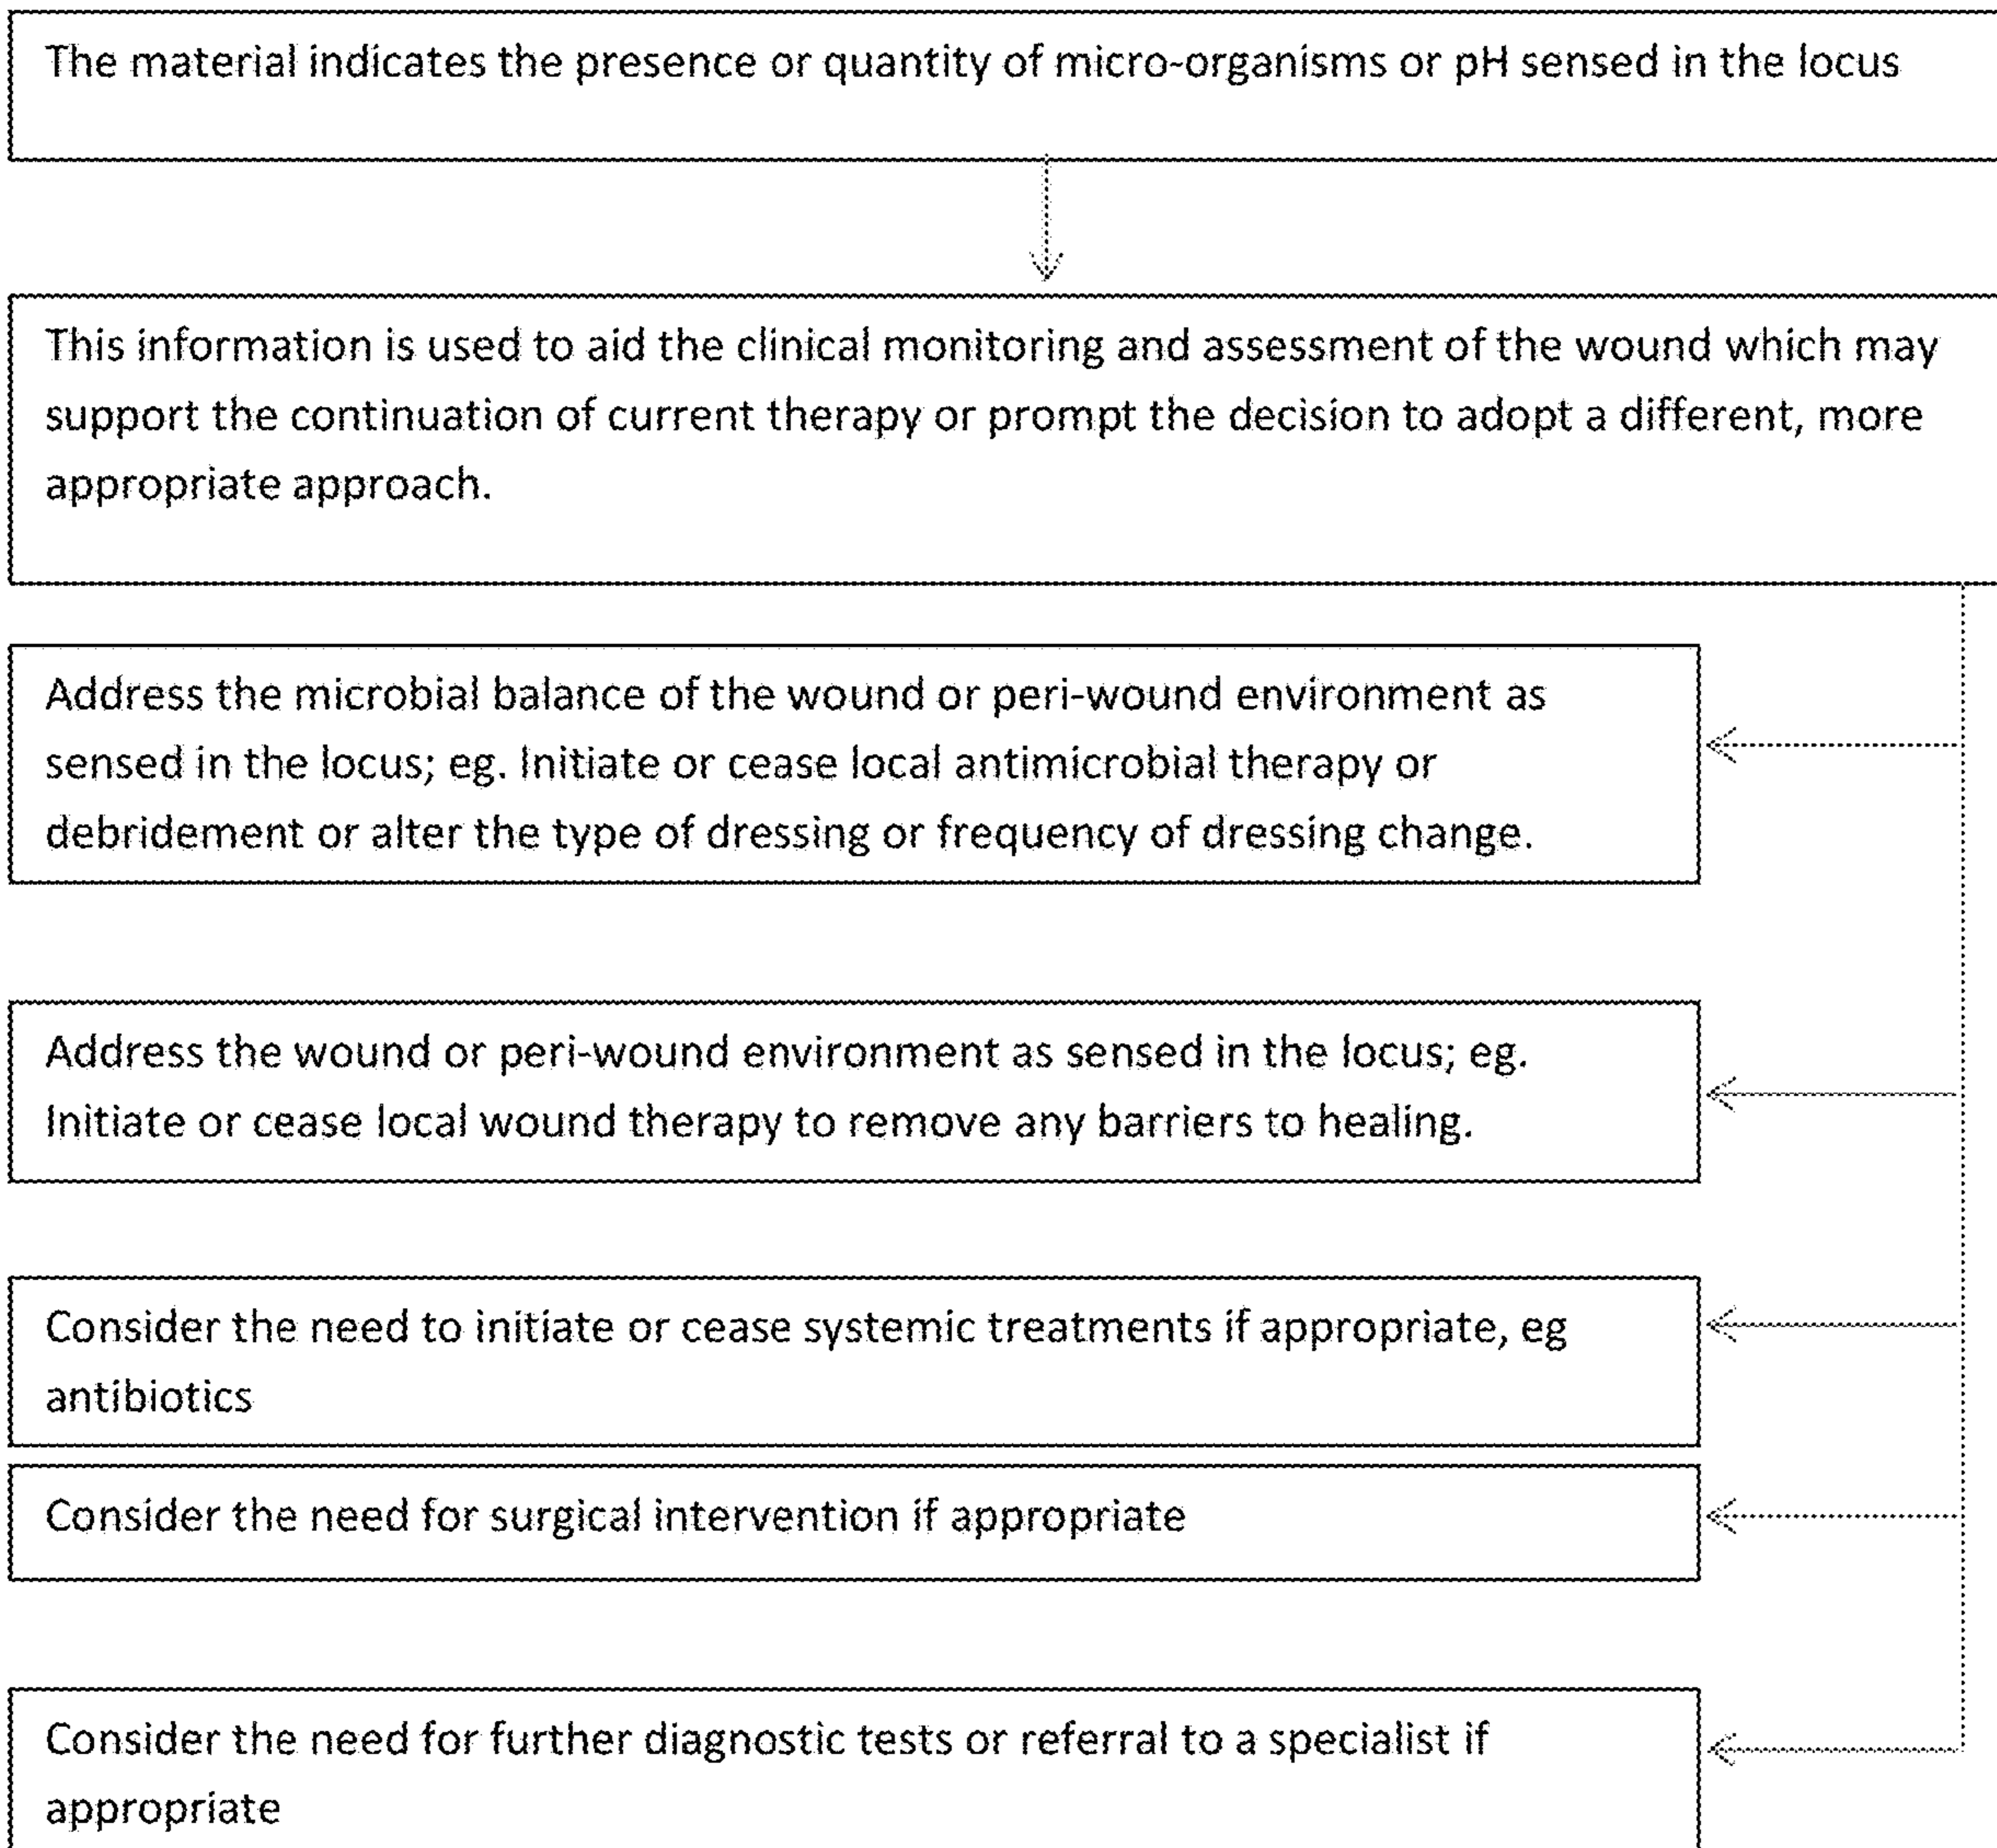 The material indicates the presence or quantity of micro-organisms or pH sensed in the locus
This information is used to aid the clinical monitoring and assessment of the wound which may
support the continuation of current therapy or prompt the decision to adopt a different, more
appropriate approach.
Address the microbial balance of the wound or peri-wound environment as
sensed in the locus; eg. Initiate or cease local antimicrobial therapy or
debridement or alter the type of dressing or frequency of dressing change.
Address the wound or peri-wound environment as sensed in the locus; eg.
Initiate or cease local wound therapy to remove any barriers to healing.
Consider the need to initiate or cease systemic treatments if appropriate, eg
antibiotics
Consider the need for surgical intervention if appropriate
Consider the need for further diagnostic tests or referral to a specialist if
appropriate